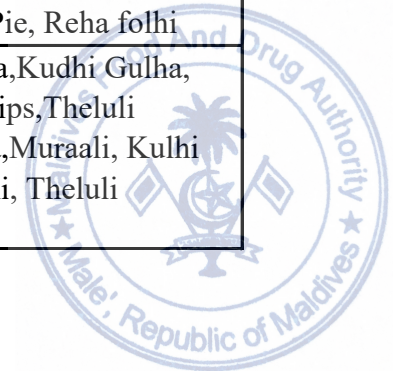 Pie, Reha folhi
a,Kudhi Gulha,
ips,Theluli
,Muraali, Kulhi
i, Theluli
Maldives Food And Drug Authority
Male', Republic of Maldives